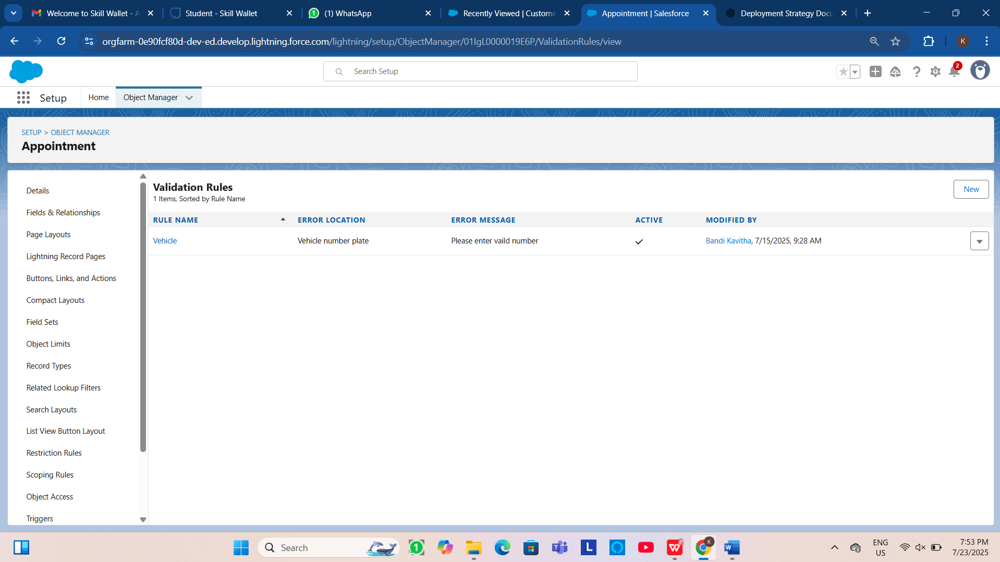 Welcome to Skill Wallet - A
Student - Skill Wallet
(1) WhatsApp
Recently Viewed | Custome
Appointment | Salesforce
Deployment Strategy Docu
orgfarm-0e90fcf80d-dev-ed.develop.lightning.force.com/lightning/setup/ObjectManager/01IgL0000019E6P/ValidationRules/view
K
Search Setup
2
Setup
Home
Object Manager
SETUP > OBJECT MANAGER
Appointment
Details
Fields & Relationships
Page Layouts
Lightning Record Pages
Buttons, Links, and Actions
Compact Layouts
Field Sets
Object Limits
Record Types
Related Lookup Filters
Search Layouts
List View Button Layout
Restriction Rules
Scoping Rules
Object Access
Triggers
Validation Rules
1 Items, Sorted by Rule Name
New
RULE NAME ERROR LOCATION ERROR MESSAGE ACTIVE MODIFIED BY
Vehicle Vehicle number plate Please enter vaild number Bandi Kavitha, 7/15/2025, 9:28 AM
Search
ENG
US
7:53 PM
7/23/2025